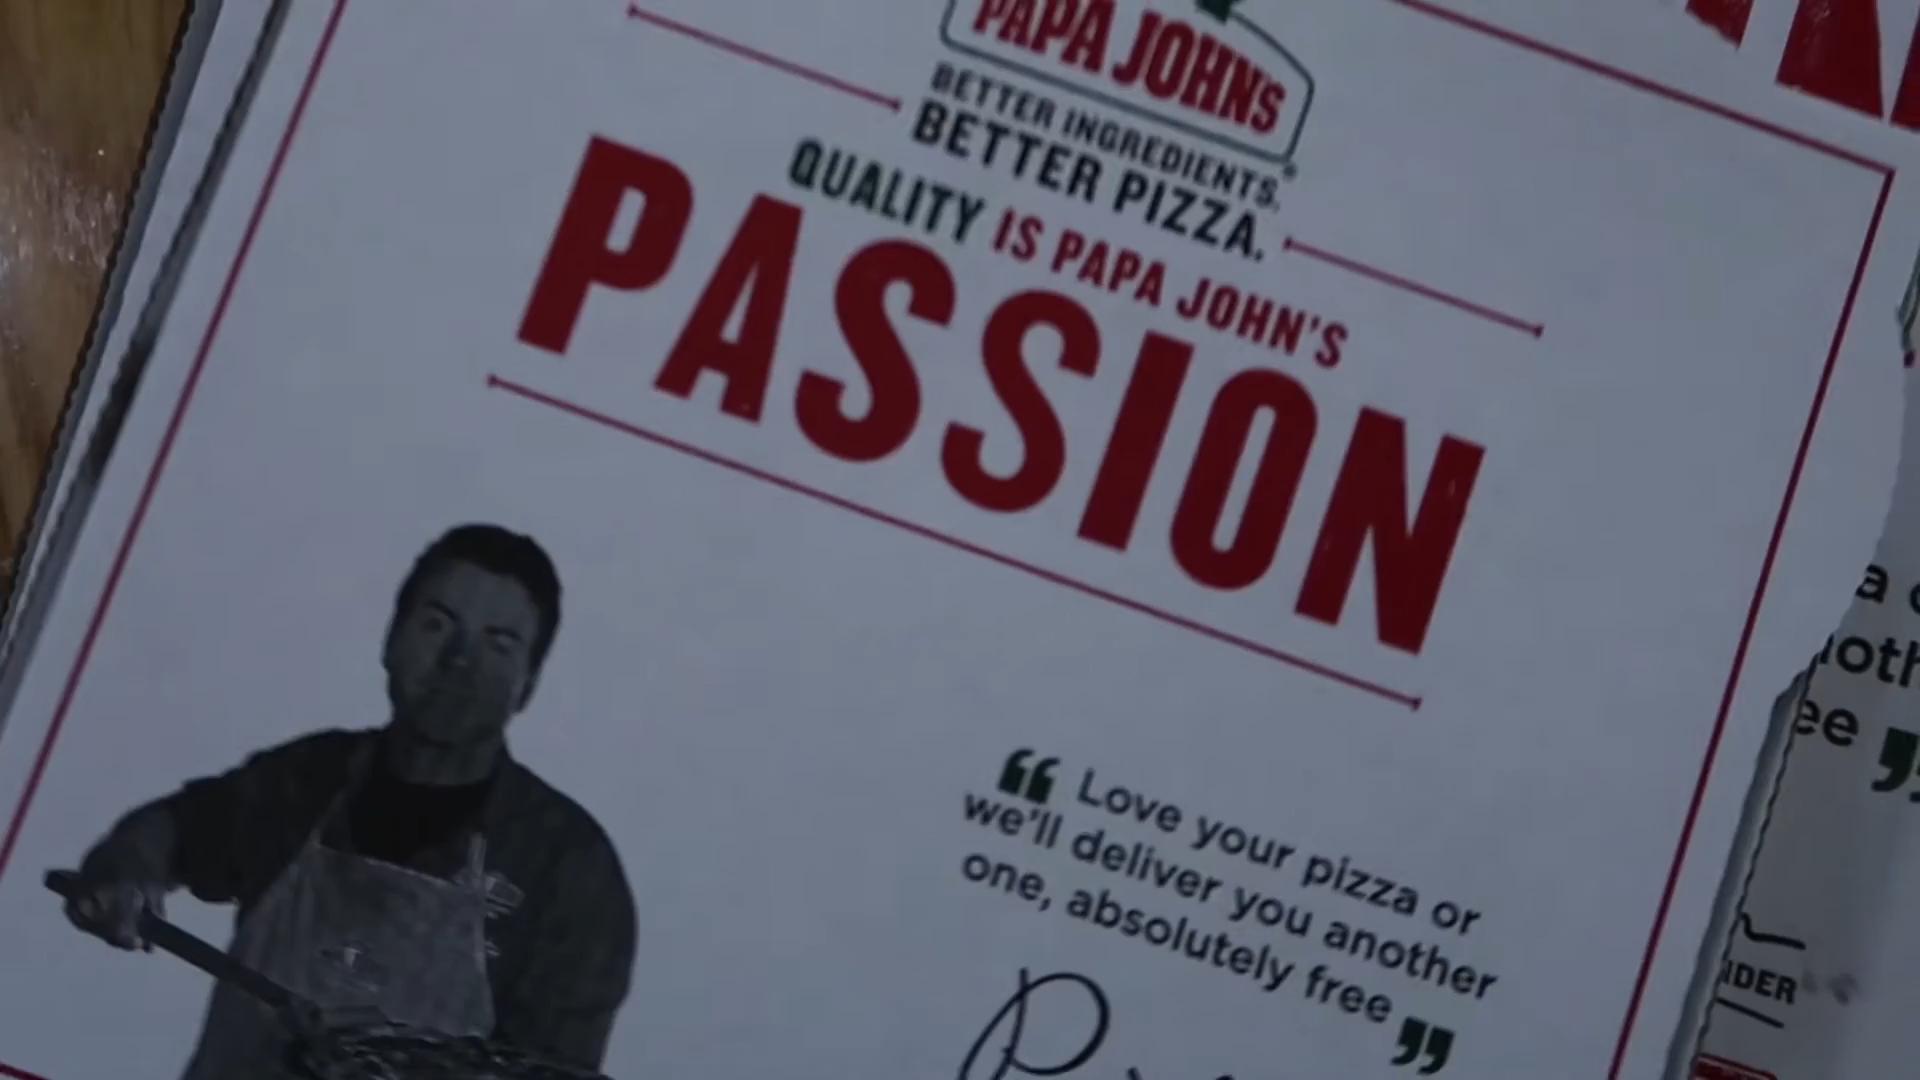 PAPA JOHNS
BETTER INGREDIENTS.
BETTER PIZZA.
QUALITY IS PAPA JOHN'S
PASSION
“ Love your pizza or
we'll deliver you another
one, absolutely free ”
ee ”